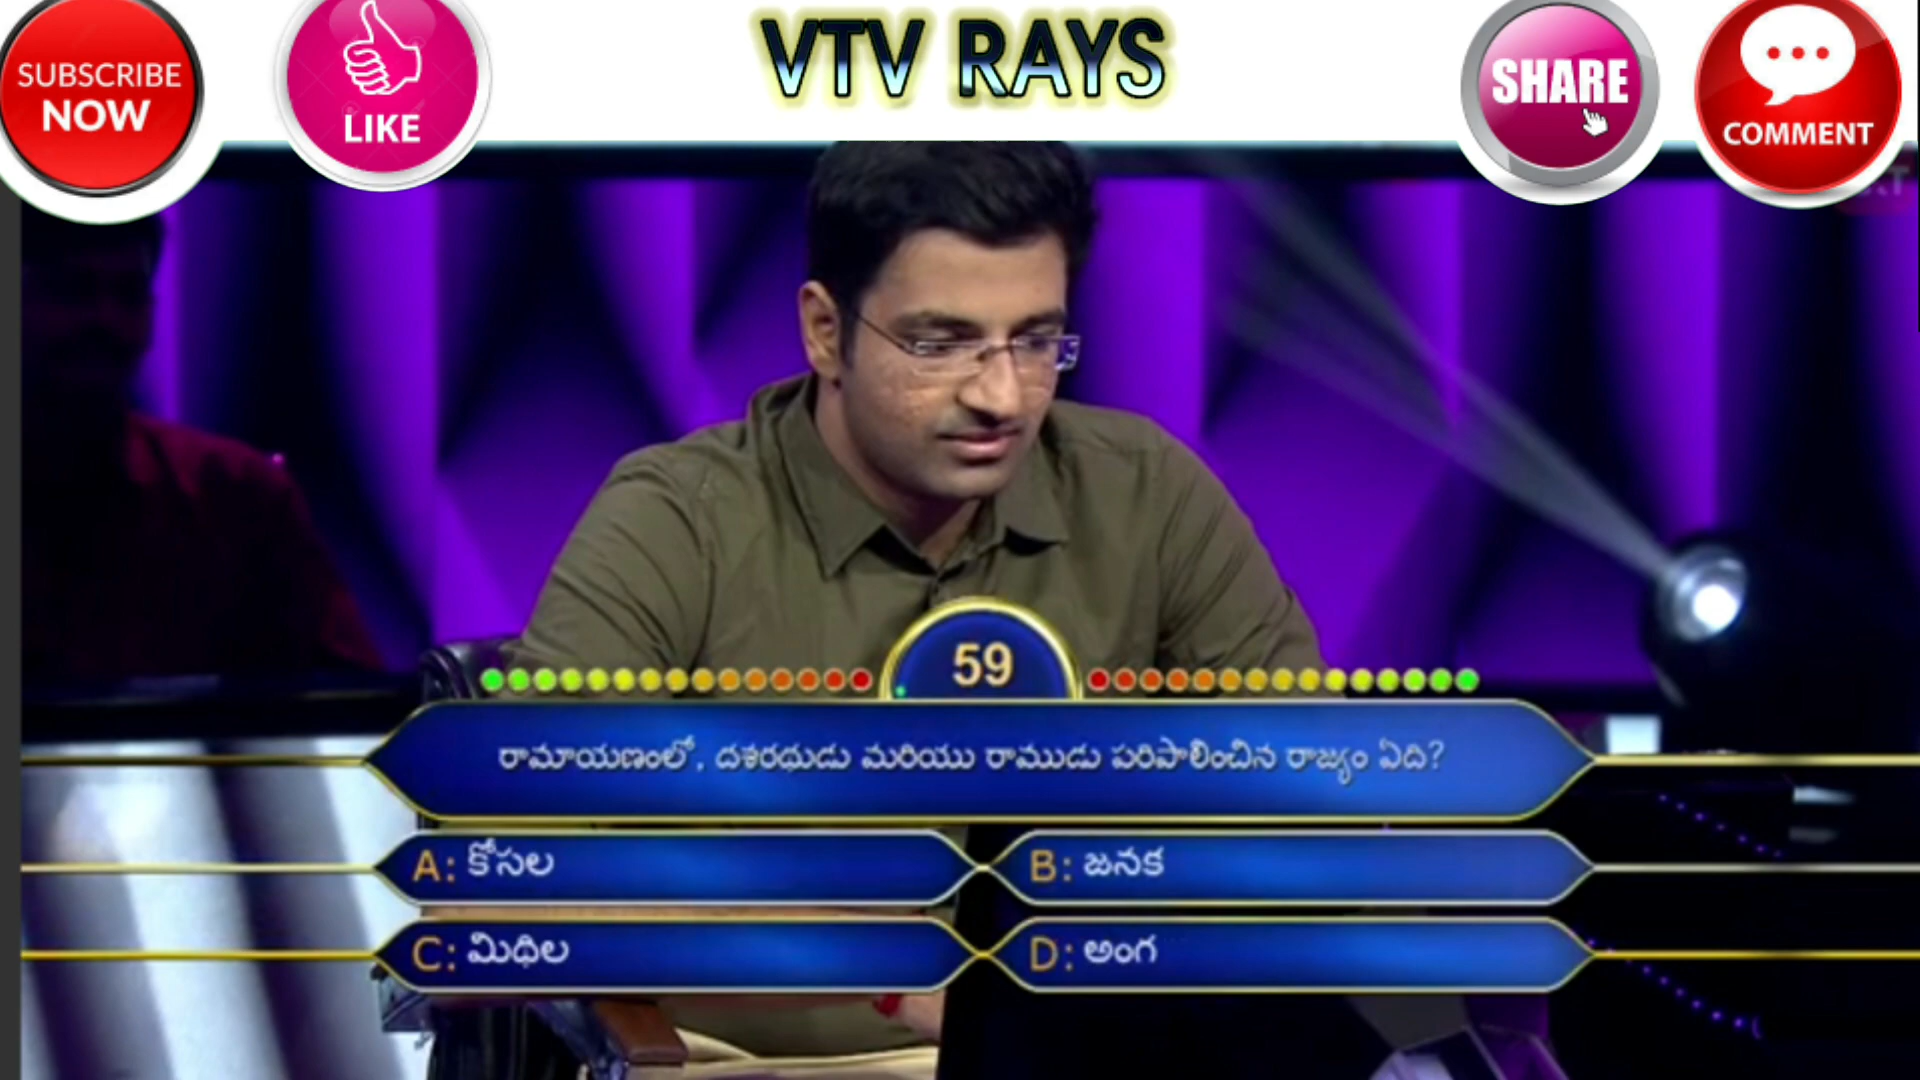 SUBSCRIBE
NOW
LIKE
VTV RAYS
SHARE
COMMENT
59
రామాయణంలో, దశరథుడు మరియు రాముడు పరిపాలించిన రాజ్యం ఏది?
A: కోసల
B: జనక
C: మిథిల
D: అంగ